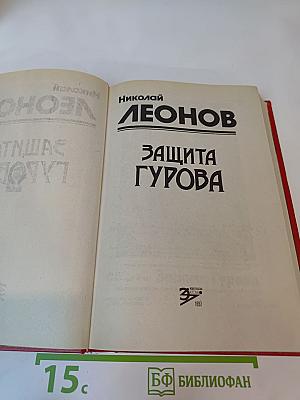 Николай
ЛЕОНОВ
ЗАЩИТА
ГУРОВА
15с
БФ БИБЛИОФАН